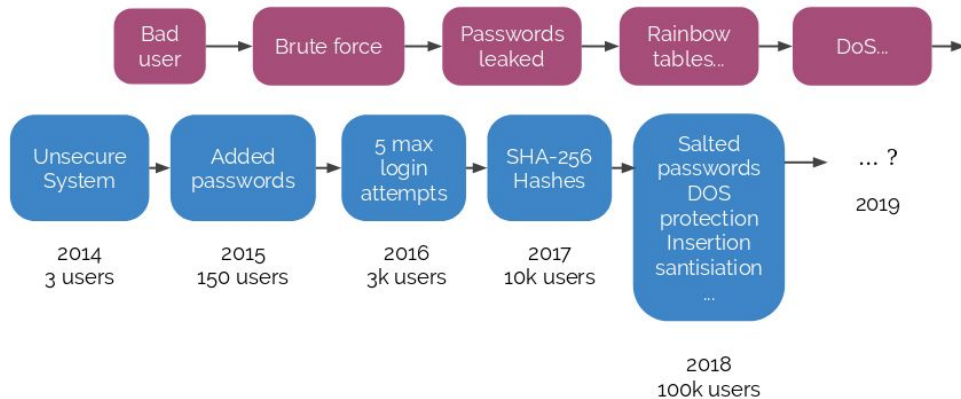 Bad
user
Brute force
Passwords
leaked
Rainbow
tables...
DoS...
Unsecure
System
Added
passwords
5 max
login
attempts
SHA-256
Hashes
Salted
passwords
DOS
protection
Insertion
santisiation
...
... ?
2014
3 users
2015
150 users
2016
3k users
2017
10k users
2018
100k users
2019